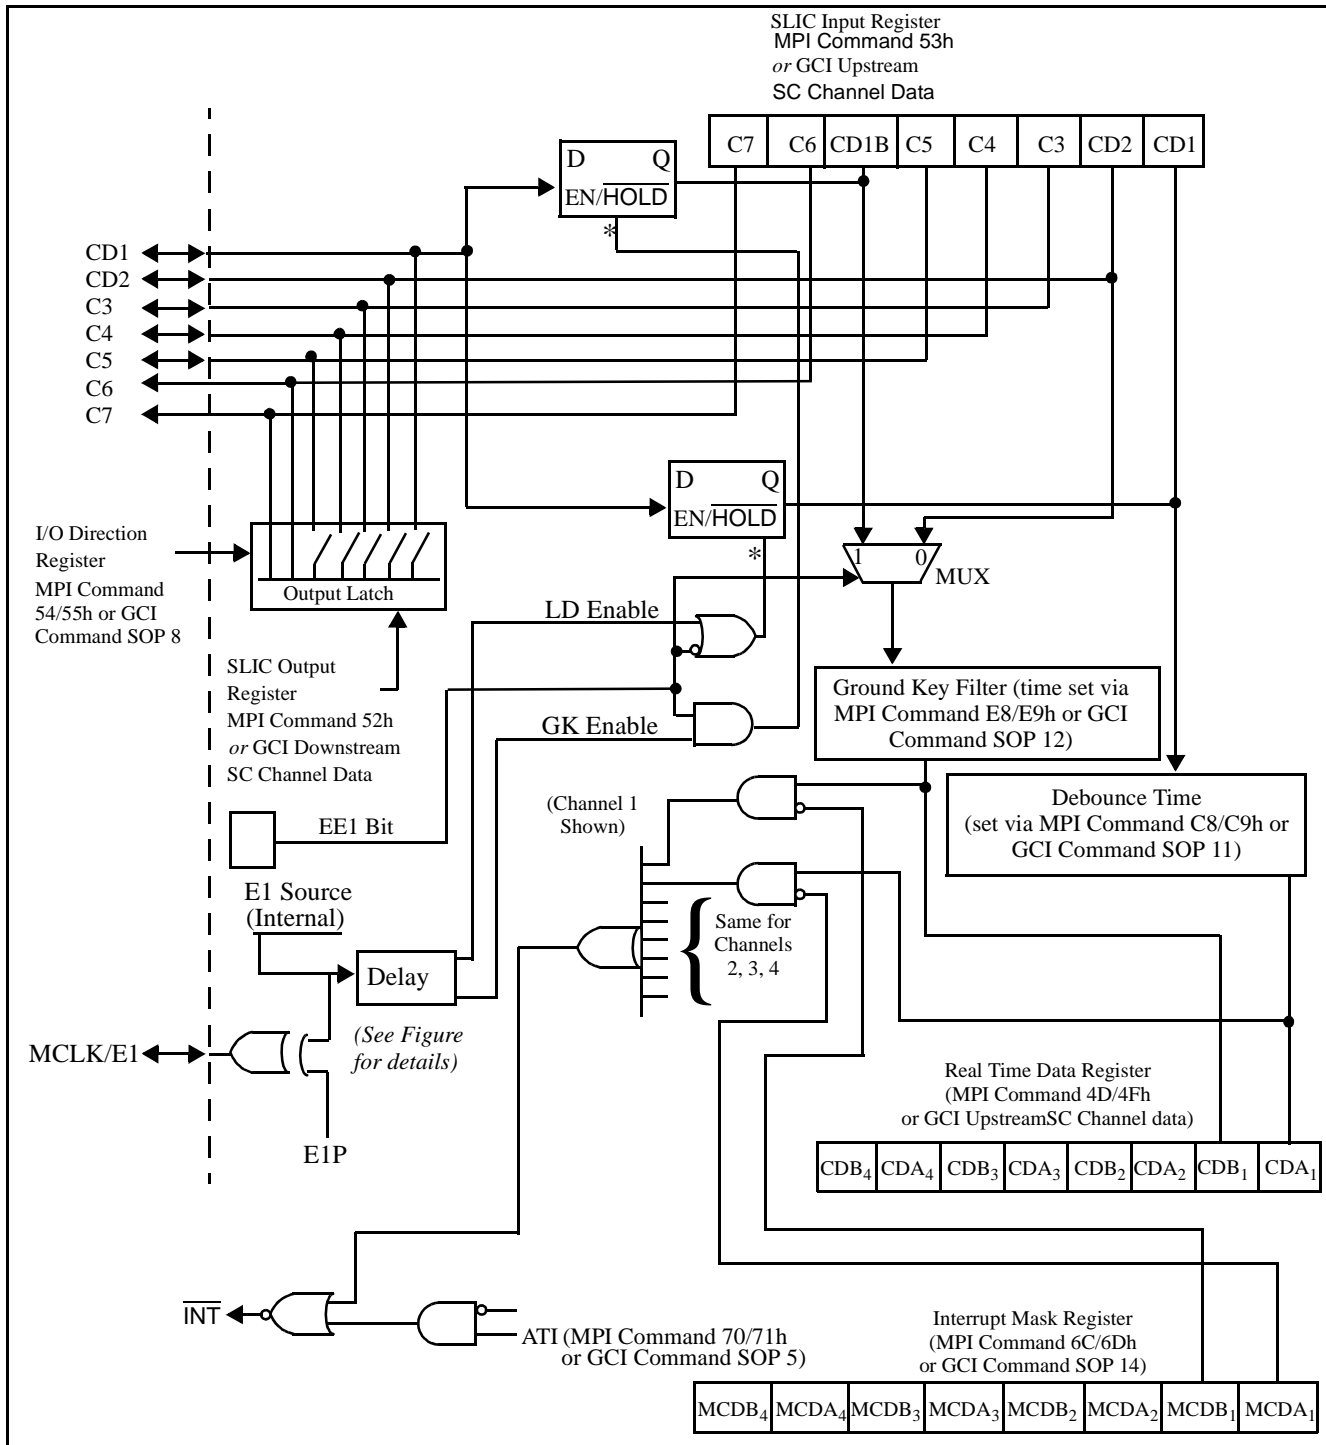 SLIC Input Register
MPI Command 53h
or GCI Upstream
SC Channel Data
C7 C6 CD1B C5 C4 C3 CD2 CD1
D Q
EN/HOLD
*
CD1
CD2
C3
C4
C5
C6
C7
D Q
EN/HOLD
*
I/O Direction
Register
MPI Command
54/55h or GCI
Command SOP 8
Output Latch
1 0
MUX
LD Enable
SLIC Output
Register
MPI Command 52h
or GCI Downstream
SC Channel Data
GK Enable
Ground Key Filter (time set via
MPI Command E8/E9h or GCI
Command SOP 12)
(Channel 1
Shown)
Debounce Time
(set via MPI Command C8/C9h or
GCI Command SOP 11)
EE1 Bit
E1 Source
(Internal)
Same for
Channels
2, 3, 4
Delay
(See Figure
for details)
MCLK/E1
E1P
Real Time Data Register
(MPI Command 4D/4Fh
or GCI UpstreamSC Channel data)
CDB4 CDA4 CDB3 CDA3 CDB2 CDA2 CDB1 CDA1
INT
ATI (MPI Command 70/71h
or GCI Command SOP 5)
Interrupt Mask Register
(MPI Command 6C/6Dh
or GCI Command SOP 14)
MCDB4 MCDA4 MCDB3 MCDA3 MCDB2 MCDA2 MCDB1 MCDA1